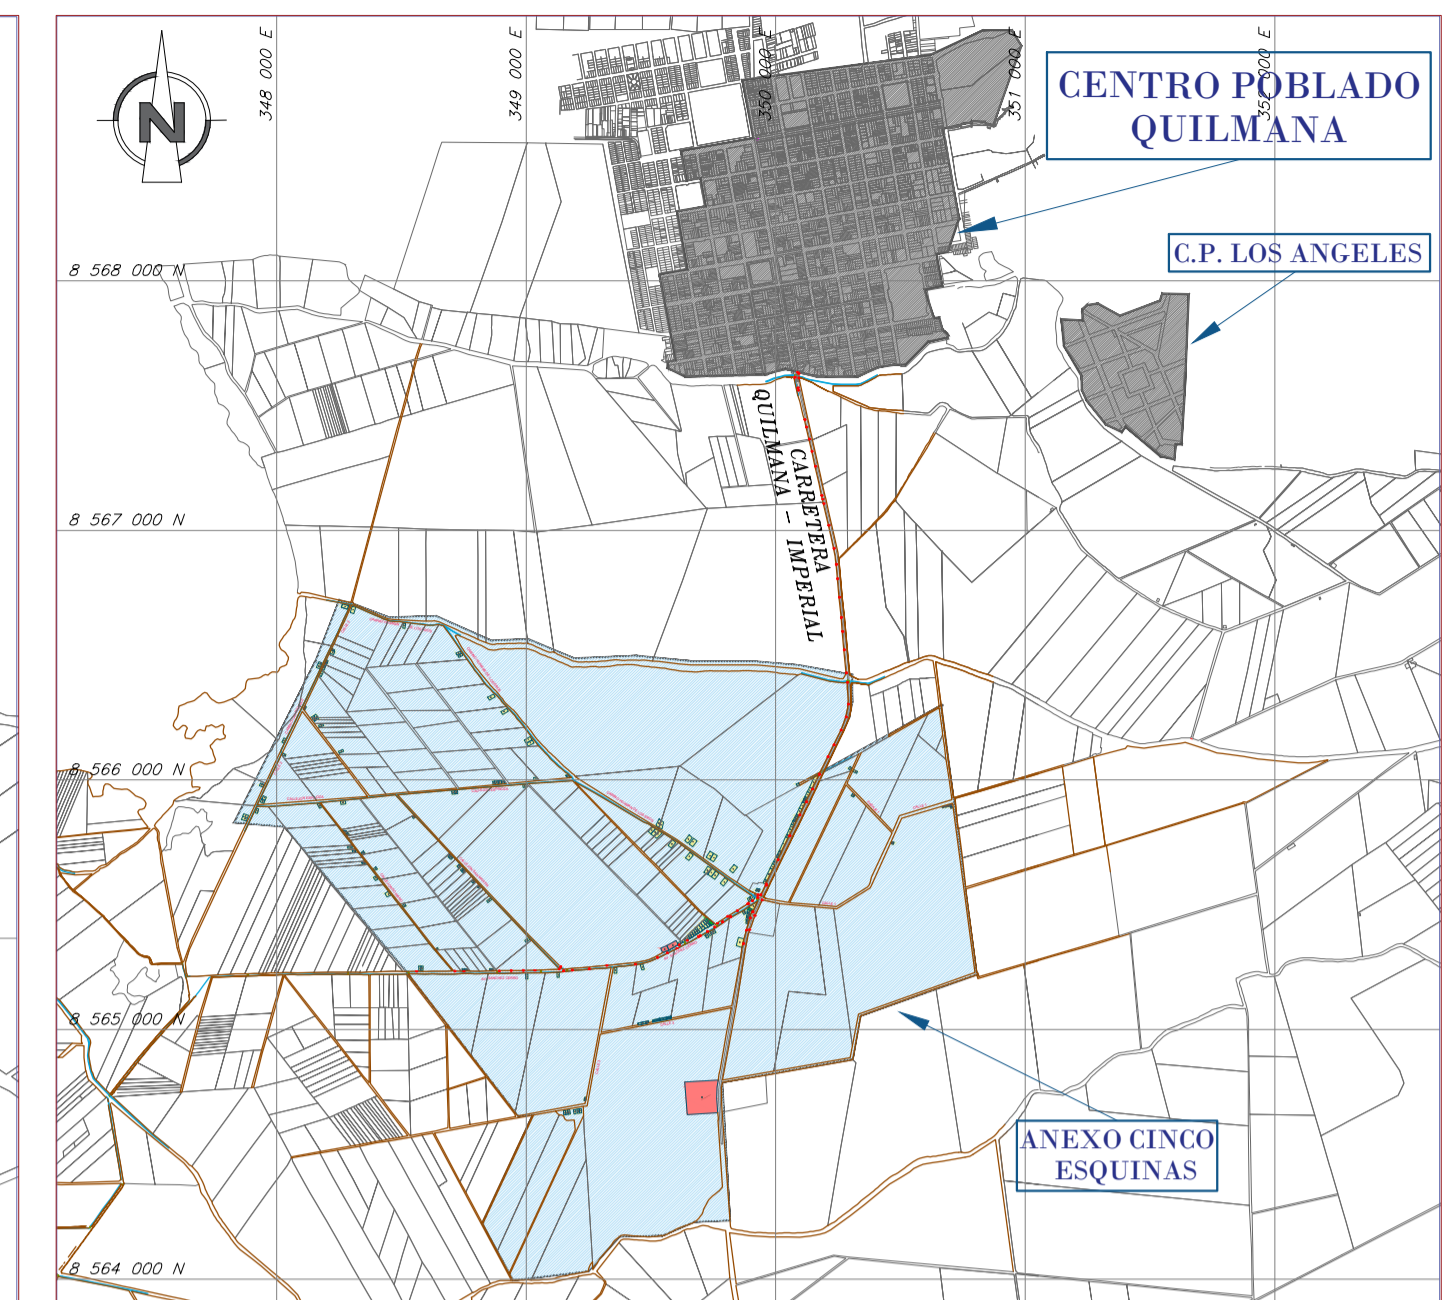 348 000 E
349 000 E
350 000 E
351 000 E
352 000 E
N
CENTRO POBLADO
QUILMANA
C.P. LOS ANGELES
8 568 000 N
CARRETERA
QUILMANA - IMPERIAL
8 567 000 N
8 566 000 N
8 565 000 N
ANEXO CINCO
ESQUINAS
8 564 000 N